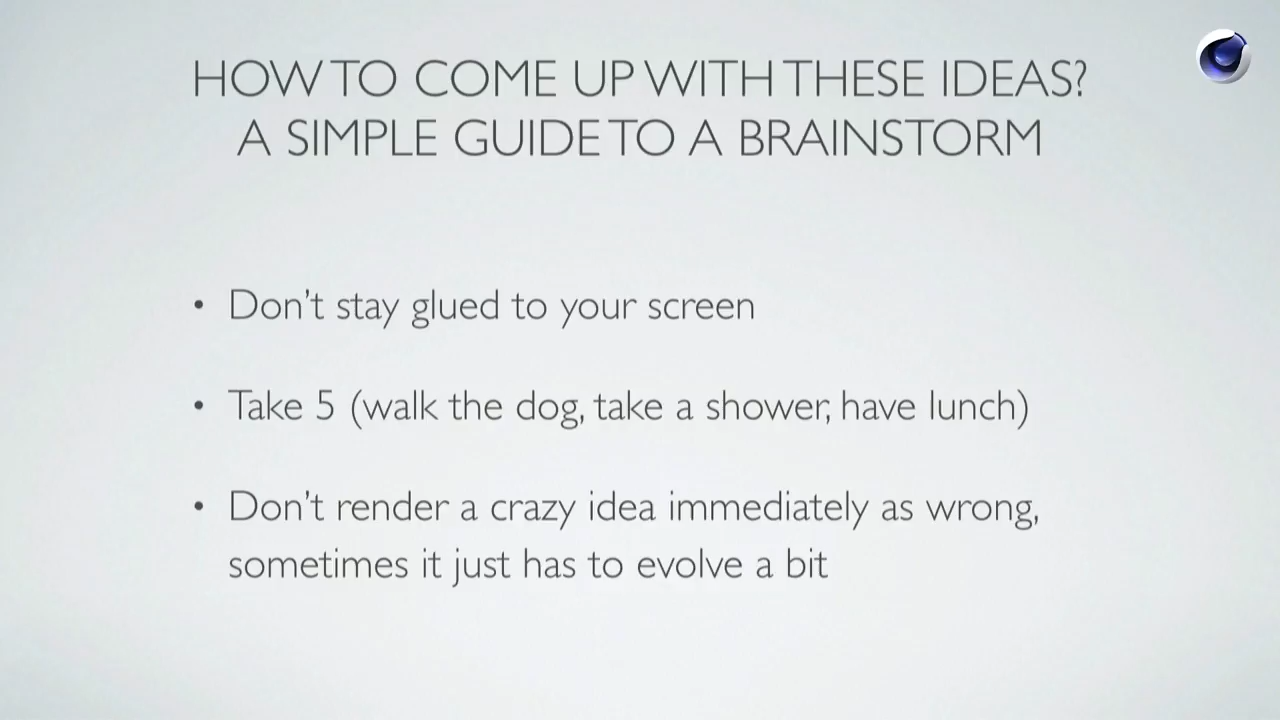 HOW TO COME UP WITH THESE IDEAS?
A SIMPLE GUIDE TO A BRAINSTORM
• Don't stay glued to your screen
• Take 5 (walk the dog, take a shower, have lunch)
• Don't render a crazy idea immediately as wrong,
sometimes it just has to evolve a bit